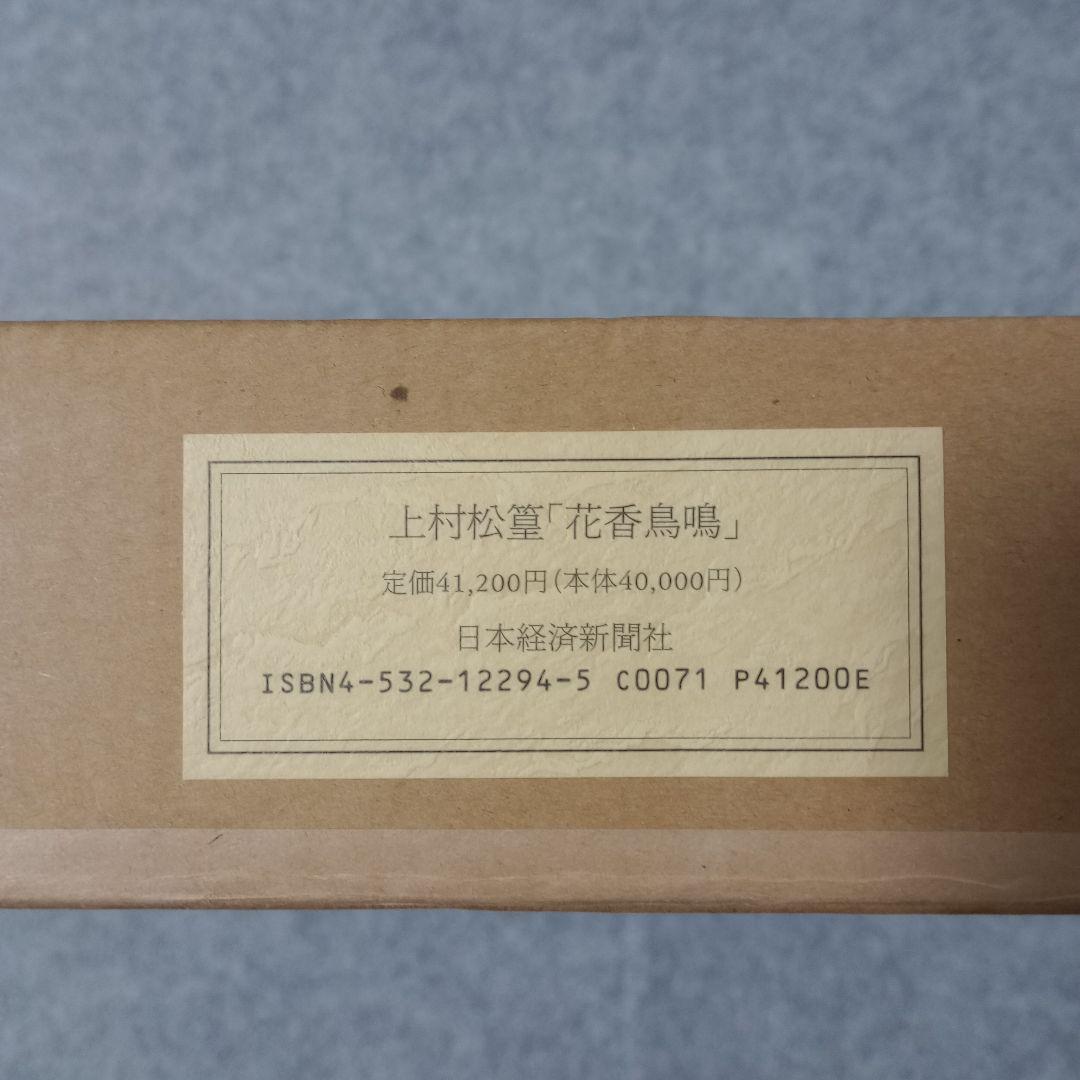 上村松篁「花香鳥鳴」
定価41,200円(本体40,000円)
日本経済新聞社
ISBN4-532-12294-5 C0071 P41200E